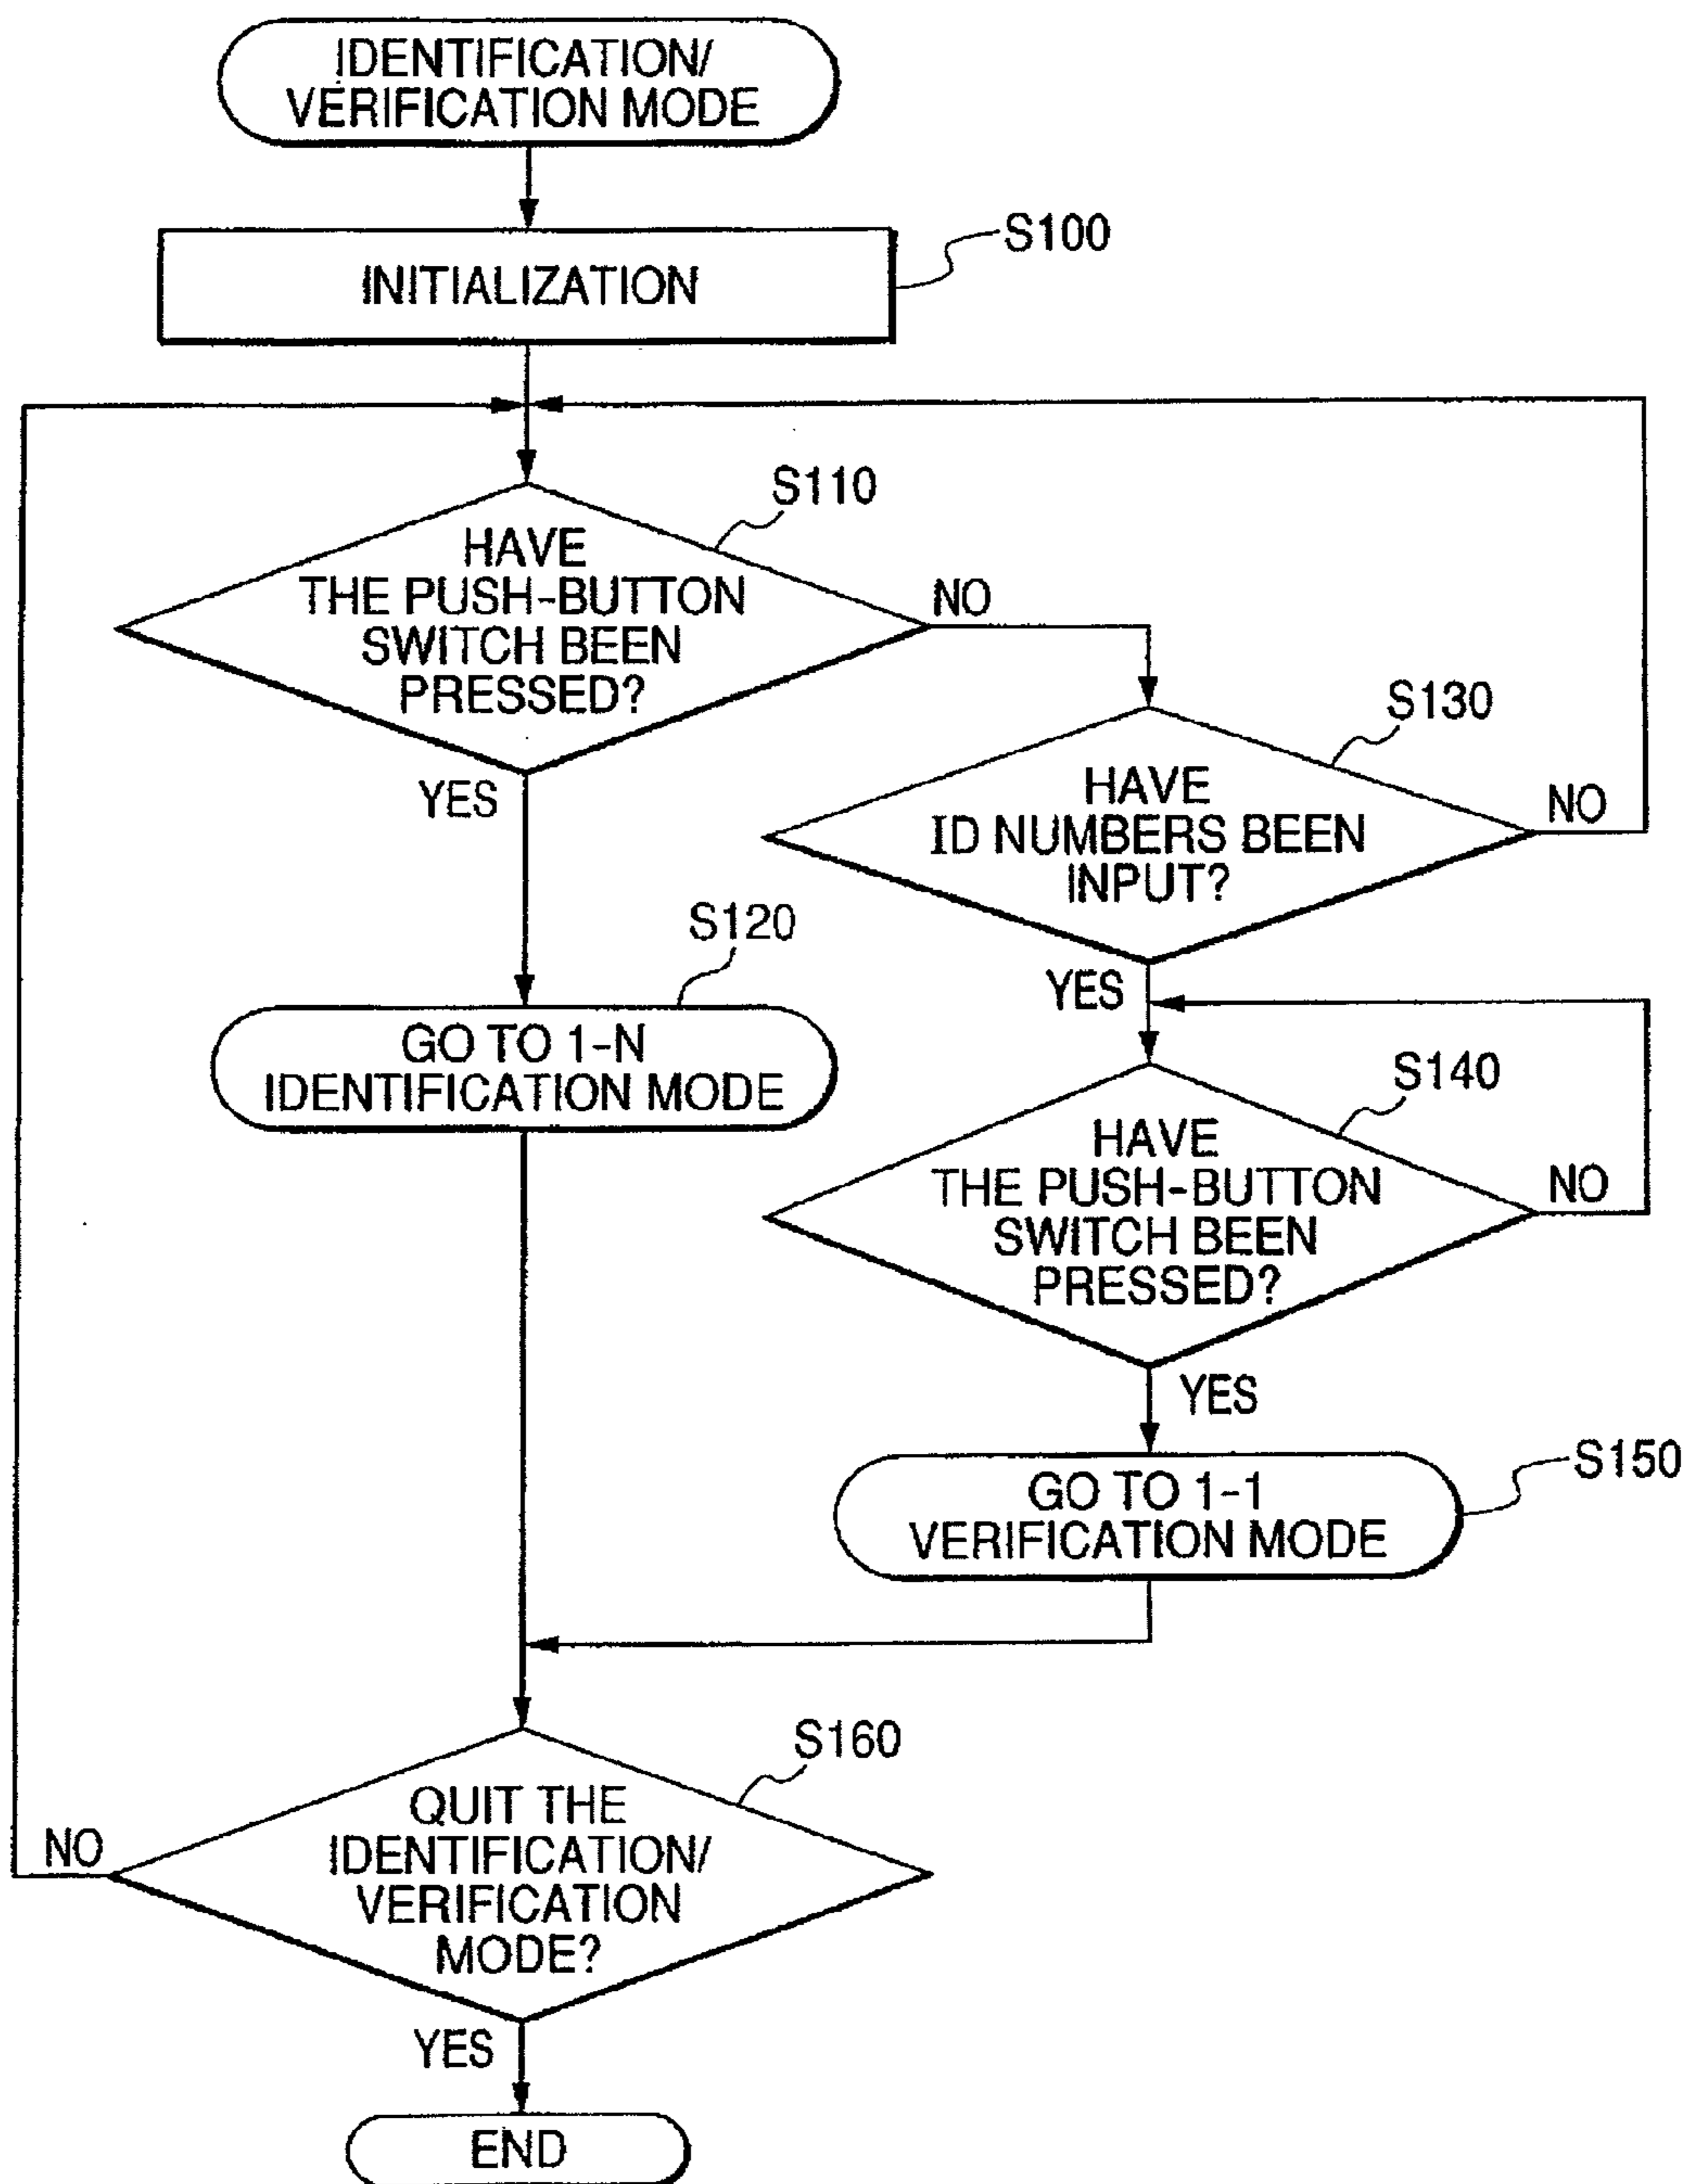 IDENTIFICATION/
VERIFICATION MODE
S100
INITIALIZATION
S110
HAVE
THE PUSH-BUTTON
SWITCH BEEN
PRESSED?
NO
YES
S130
HAVE
ID NUMBERS BEEN
INPUT?
NO
YES
S120
GO TO 1-N
IDENTIFICATION MODE
S140
HAVE
THE PUSH-BUTTON
SWITCH BEEN
PRESSED?
NO
YES
S150
GO TO 1-1
VERIFICATION MODE
S160
QUIT THE
IDENTIFICATION/
VERIFICATION
MODE?
NO
YES
END